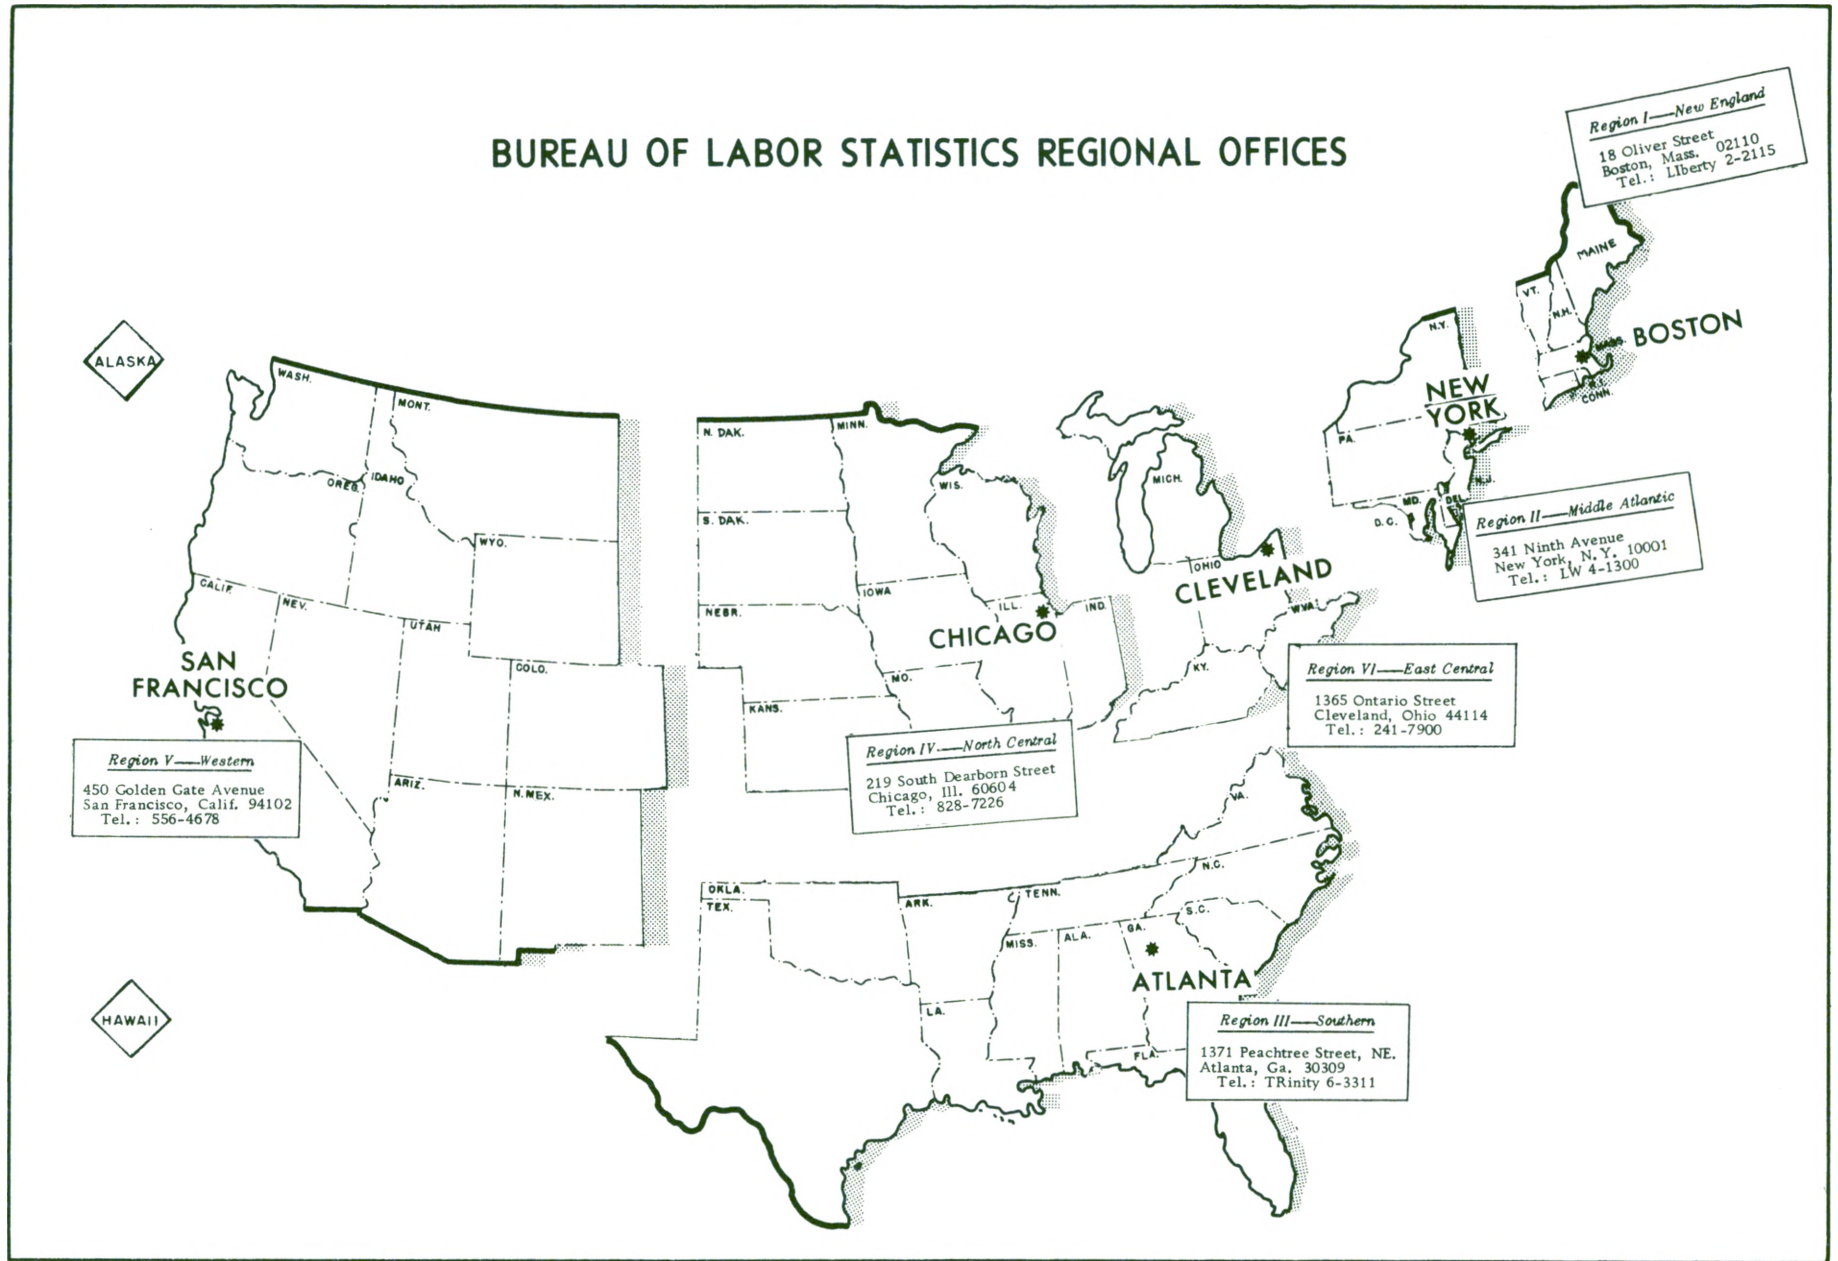 BUREAU OF LABOR STATISTICS REGIONAL OFFICES
Region I—New England
18 Oliver Street
Boston, Mass. 02110
Tel.: LIberty 2-2115
MAINE
VT.
N.H.
MASS.
BOSTON
R.I.
CONN.
N.Y.
NEW
YORK
PA.
N.J.
MD.
DEL.
D.C.
Region II—Middle Atlantic
341 Ninth Avenue
New York, N.Y. 10001
Tel.: LW 4-1300
ALASKA
WASH.
MONT.
OREG.
IDAHO
WYO.
CALIF.
NEV.
UTAH
COLO.
SAN
FRANCISCO
Region V—Western
450 Golden Gate Avenue
San Francisco, Calif. 94102
Tel.: 556-4678
ARIZ.
N.MEX.
HAWAII
N. DAK.
MINN.
S. DAK.
WIS.
NEBR.
IOWA
ILL.
IND.
CHICAGO
MO.
KANS.
Region IV—North Central
219 South Dearborn Street
Chicago, Ill. 60604
Tel.: 828-7226
MICH.
OHIO
CLEVELAND
W.VA.
KY.
Region VI—East Central
1365 Ontario Street
Cleveland, Ohio 44114
Tel.: 241-7900
VA.
N.C.
OKLA.
TEX.
ARK.
TENN.
S.C.
MISS.
ALA.
GA.
ATLANTA
LA.
FLA.
Region III—Southern
1371 Peachtree Street, NE.
Atlanta, Ga. 30309
Tel.: TRinity 6-3311